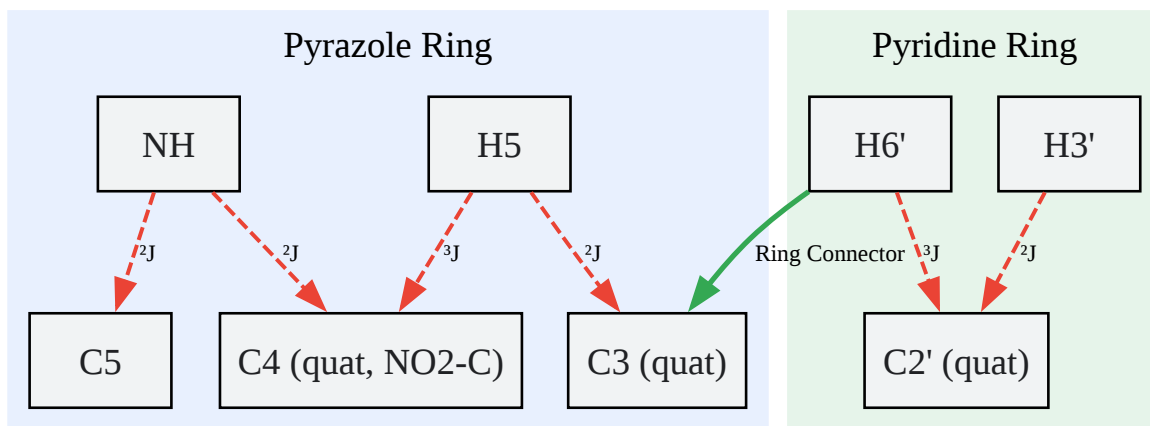 Pyrazole Ring
Pyridine Ring
NH
H5
H6'
H3'
²J
²J
³J
²J
Ring Connector
³J
²J
C5
C4 (quat, NO2-C)
C3 (quat)
C2' (quat)